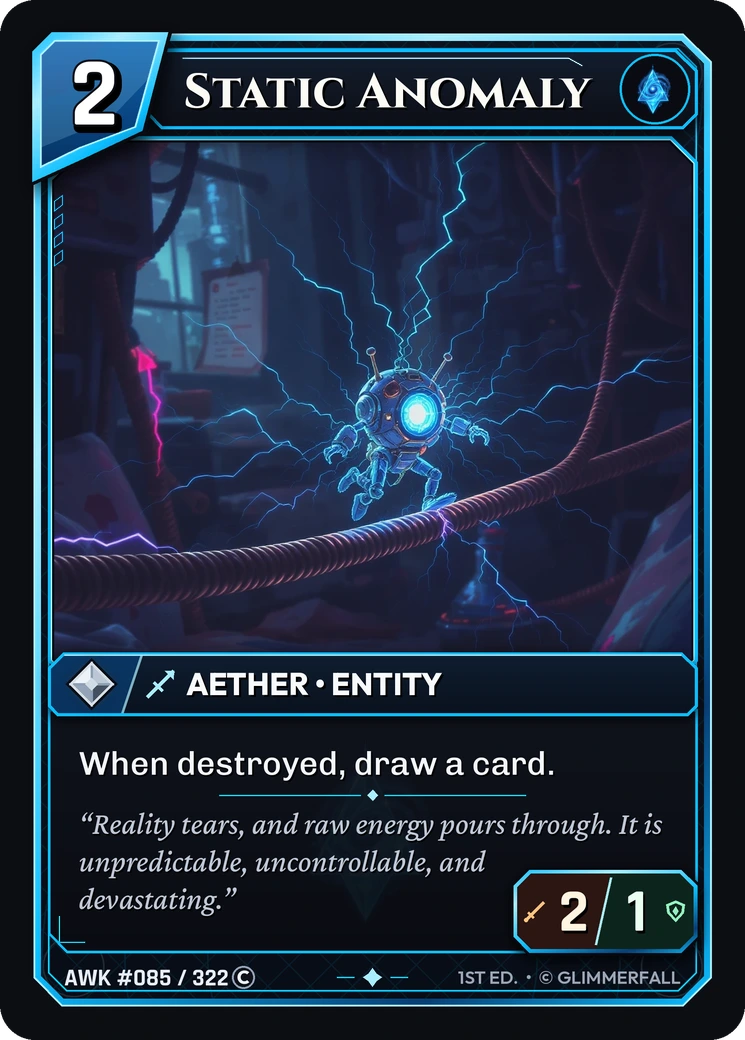 2
STATIC ANOMALY
AETHER • ENTITY
When destroyed, draw a card.
“Reality tears, and raw energy pours through. It is
unpredictable, uncontrollable, and
devastating.”
2 / 1
AWK #085 / 322 Ⓒ
1ST ED. • © GLIMMERFALL